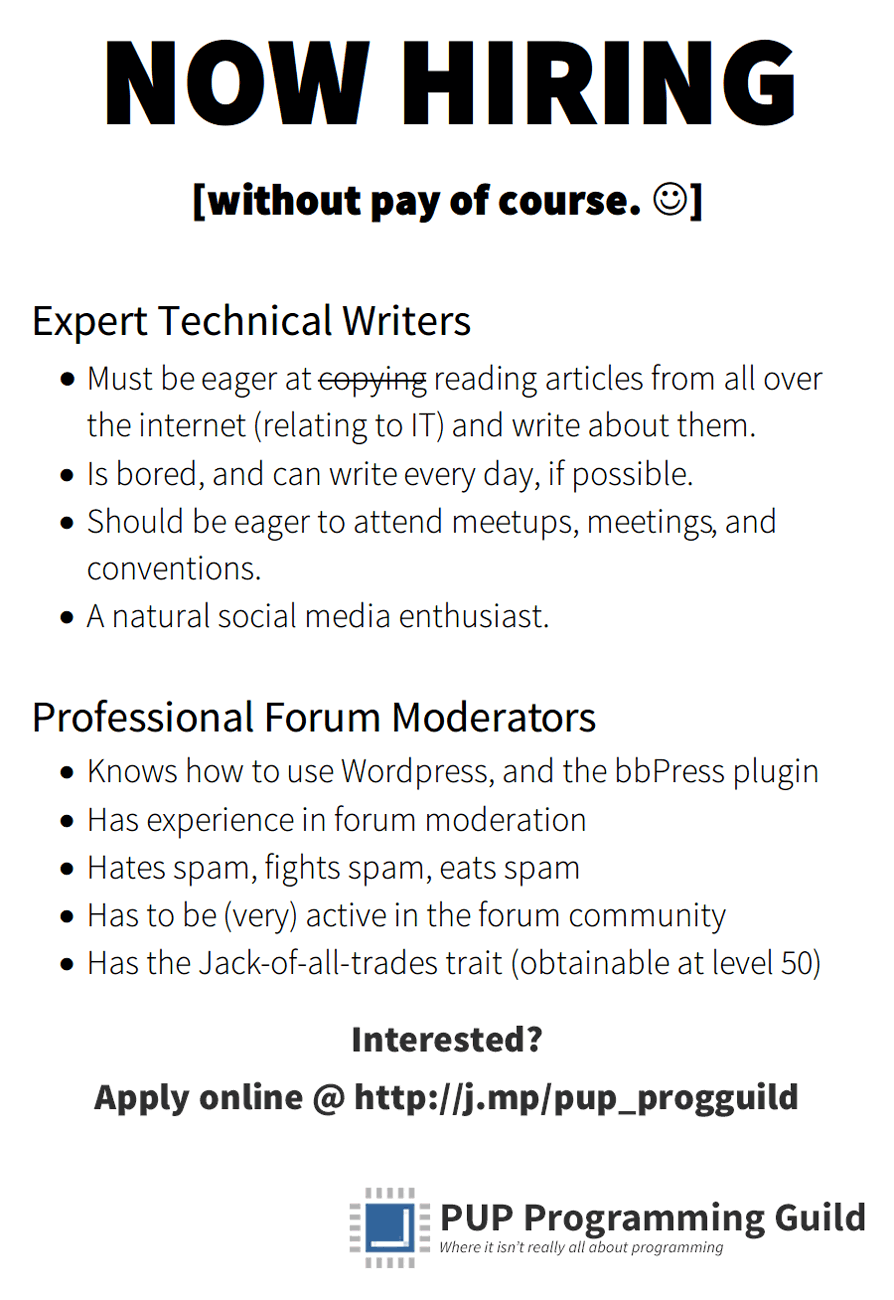 NOW HIRING
[without pay of course. ☺]
Expert Technical Writers
● Must be eager at ~~copying~~ reading articles from all over
the internet (relating to IT) and write about them.
● Is bored, and can write every day, if possible.
● Should be eager to attend meetups, meetings, and
conventions.
● A natural social media enthusiast.
Professional Forum Moderators
● Knows how to use Wordpress, and the bbPress plugin
● Has experience in forum moderation
● Hates spam, fights spam, eats spam
● Has to be (very) active in the forum community
● Has the Jack-of-all-trades trait (obtainable at level 50)
Interested?
Apply online @ http://j.mp/pup_progguild
PUP Programming Guild
Where it isn't really all about programming